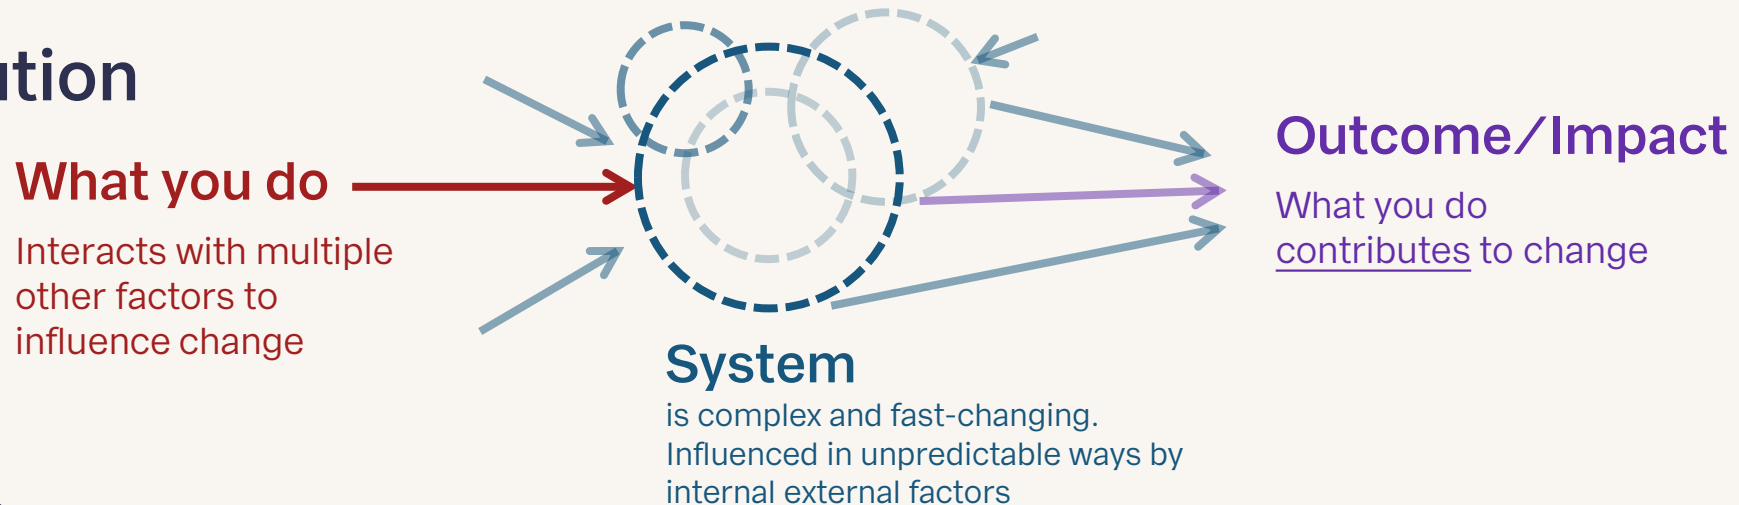 What you do
Interacts with multiple
other factors to
influence change
System
is complex and fast-changing.
Influenced in unpredictable ways by
internal external factors
Outcome/Impact
What you do
contributes to change